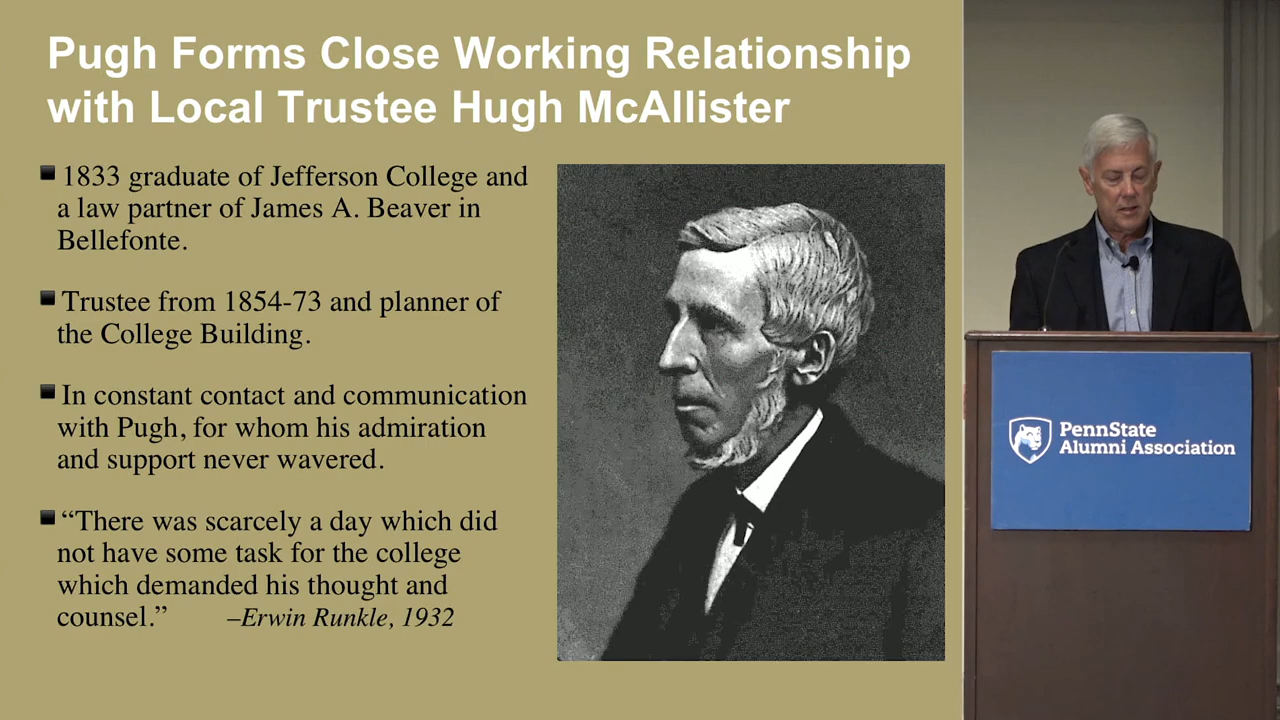 Pugh Forms Close Working Relationship
with Local Trustee Hugh McAllister
1833 graduate of Jefferson College and
a law partner of James A. Beaver in
Bellefonte.
Trustee from 1854-73 and planner of
the College Building.
In constant contact and communication
with Pugh, for whom his admiration
and support never wavered.
“There was scarcely a day which did
not have some task for the college
which demanded his thought and
counsel.” –Erwin Runkle, 1932
PennState
Alumni Association